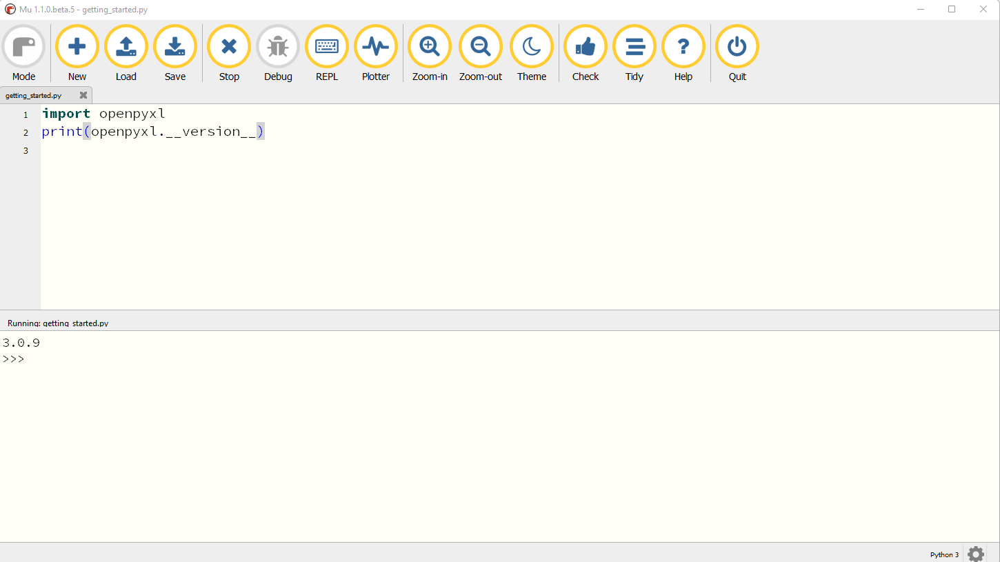 Mu 1.1.0.beta.5 - getting_started.py
Mode New Load Save Stop Debug REPL Plotter Zoom-in Zoom-out Theme Check Tidy Help Quit
getting_started.py
1 import openpyxl
2 print(openpyxl.__version__)
3
Running: getting_started.py
3.0.9
>>>
Python 3